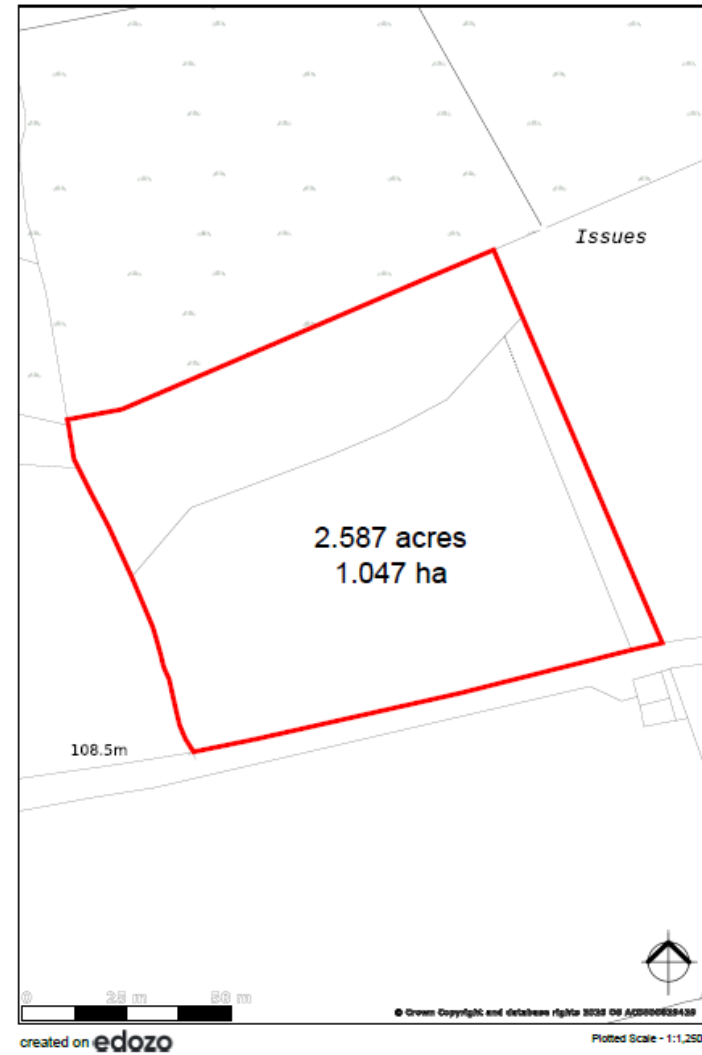 Issues
2.587 acres
1.047 ha
108.5m
0 25 m 50 m
created on edozo
Plotted Scale - 1:1,250